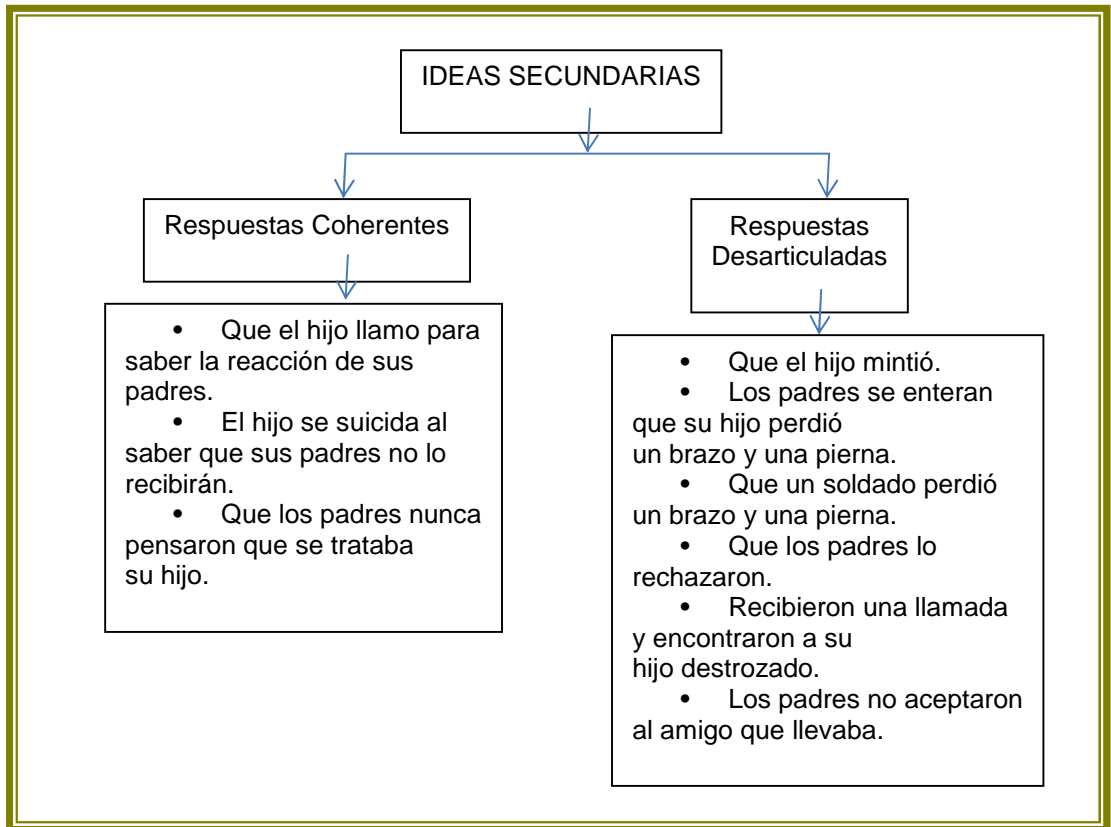 IDEAS SECUNDARIAS
Respuestas Coherentes
• Que el hijo llamo para
saber la reacción de sus
padres.
• El hijo se suicida al
saber que sus padres no lo
recibirán.
• Que los padres nunca
pensaron que se trataba
su hijo.
Respuestas
Desarticuladas
• Que el hijo mintió.
• Los padres se enteran
que su hijo perdió
un brazo y una pierna.
• Que un soldado perdió
un brazo y una pierna.
• Que los padres lo
rechazaron.
• Recibieron una llamada
y encontraron a su
hijo destrozado.
• Los padres no aceptaron
al amigo que llevaba.